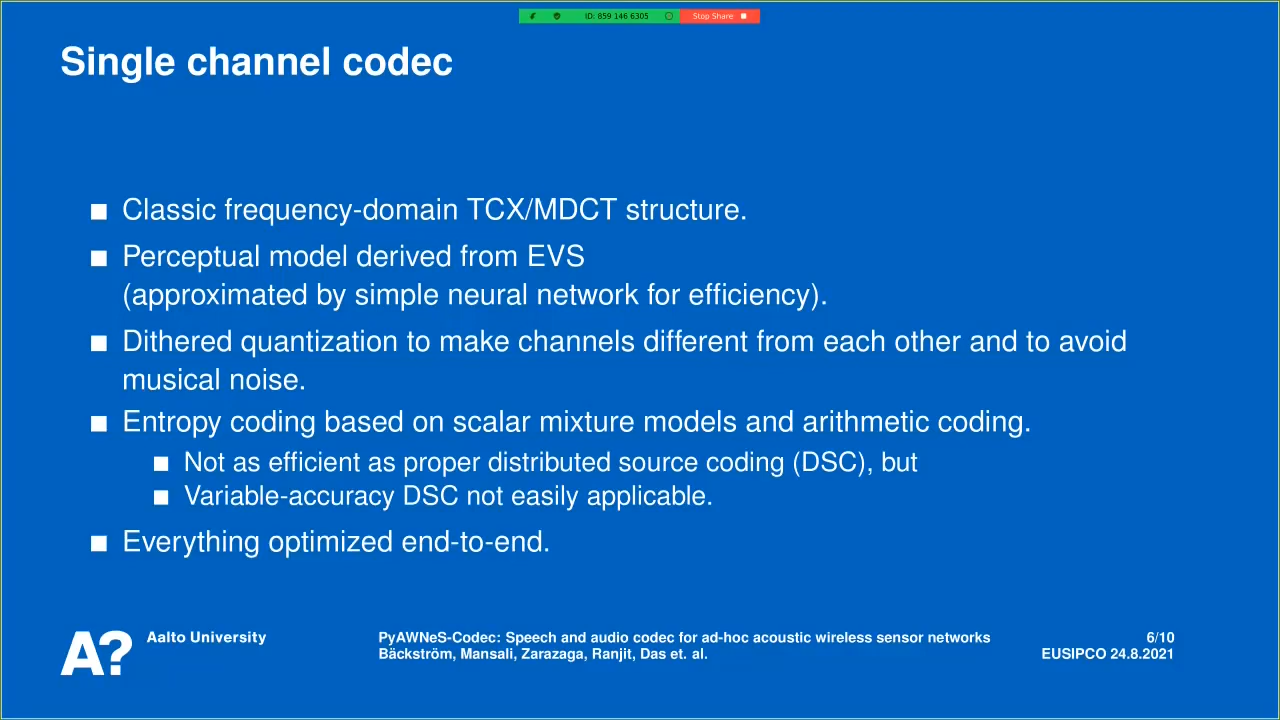 ID: 859 146 6305
Stop Share
Single channel codec
Classic frequency-domain TCX/MDCT structure.
Perceptual model derived from EVS
(approximated by simple neural network for efficiency).
Dithered quantization to make channels different from each other and to avoid
musical noise.
Entropy coding based on scalar mixture models and arithmetic coding.
Not as efficient as proper distributed source coding (DSC), but
Variable-accuracy DSC not easily applicable.
Everything optimized end-to-end.
A?
Aalto University
PyAWNeS-Codec: Speech and audio codec for ad-hoc acoustic wireless sensor networks
Bäckström, Mansali, Zarazaga, Ranjit, Das et. al.
6/10
EUSIPCO 24.8.2021